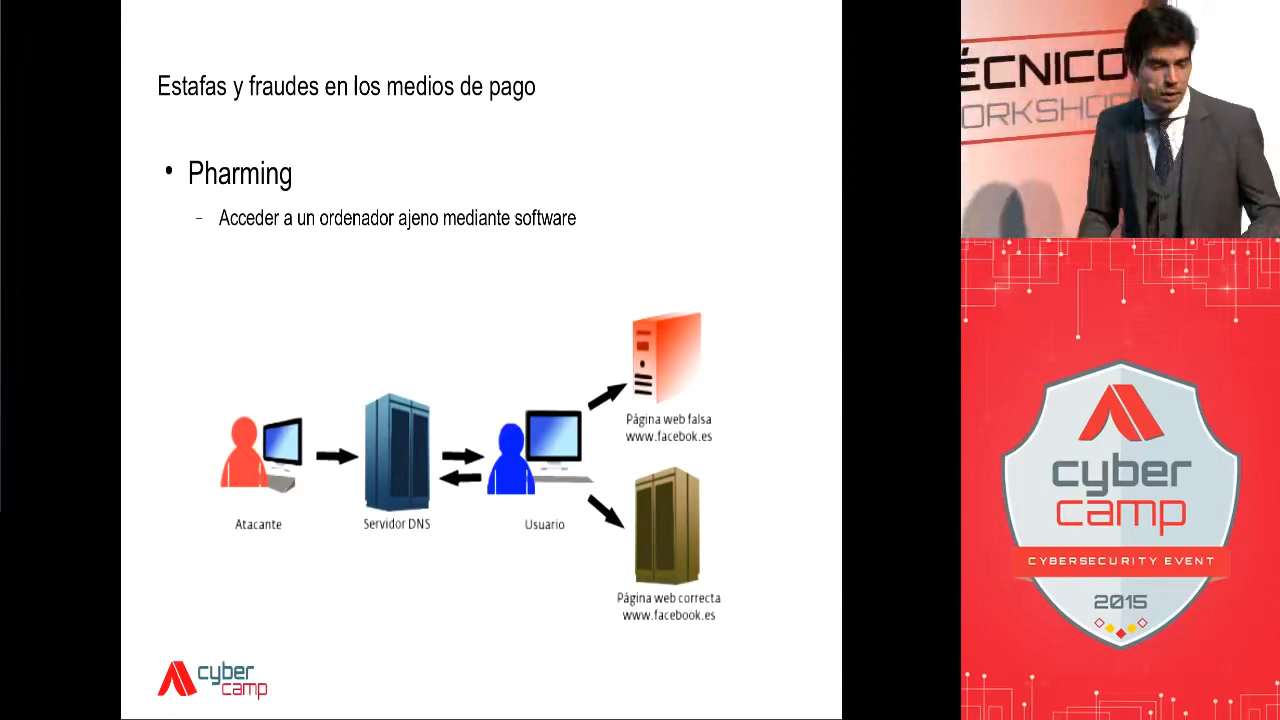 Estafas y fraudes en los medios de pago
• Pharming
– Acceder a un ordenador ajeno mediante software
Página web falsa
www.facebok.es
Atacante
Servidor DNS
Usuario
Página web correcta
www.facebook.es
cyber
camp
ÉCNICO
ORKSHO
cyber
camp
CYBERSECURITY EVENT
2015